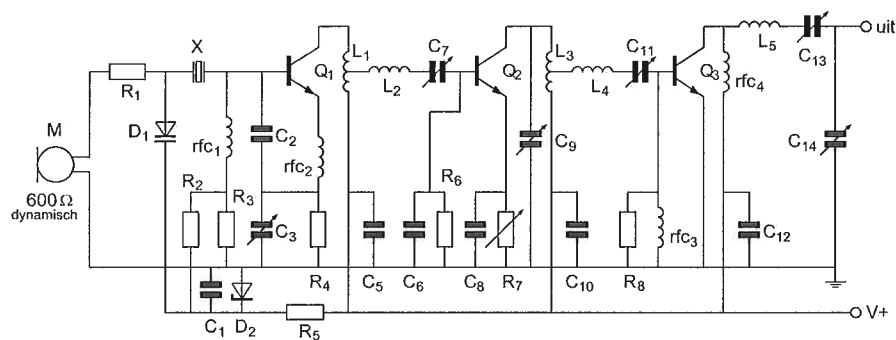 M
600 Ω
dynamisch
R1
D1
X
rfc1
C2
R2
R3
C3
rfc2
R4
Q1
L1
L2
C7
C5
C6
R6
C8
R7
Q2
C9
L3
L4
C11
C10
R8
rfc3
Q3
rfc4
L5
C13
uit
C14
C12
C1
D2
R5
V+